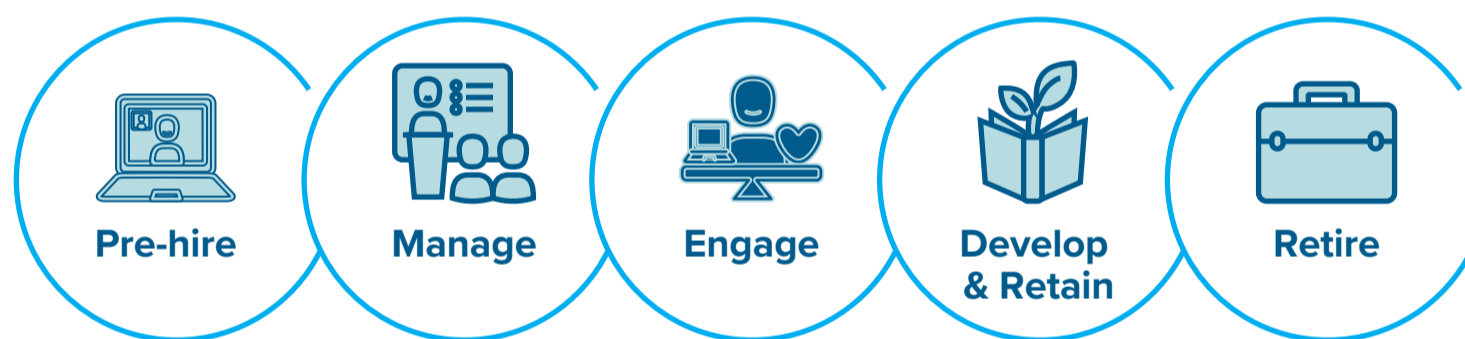 Pre-hire
Manage
Engage
Develop
& Retain
Retire